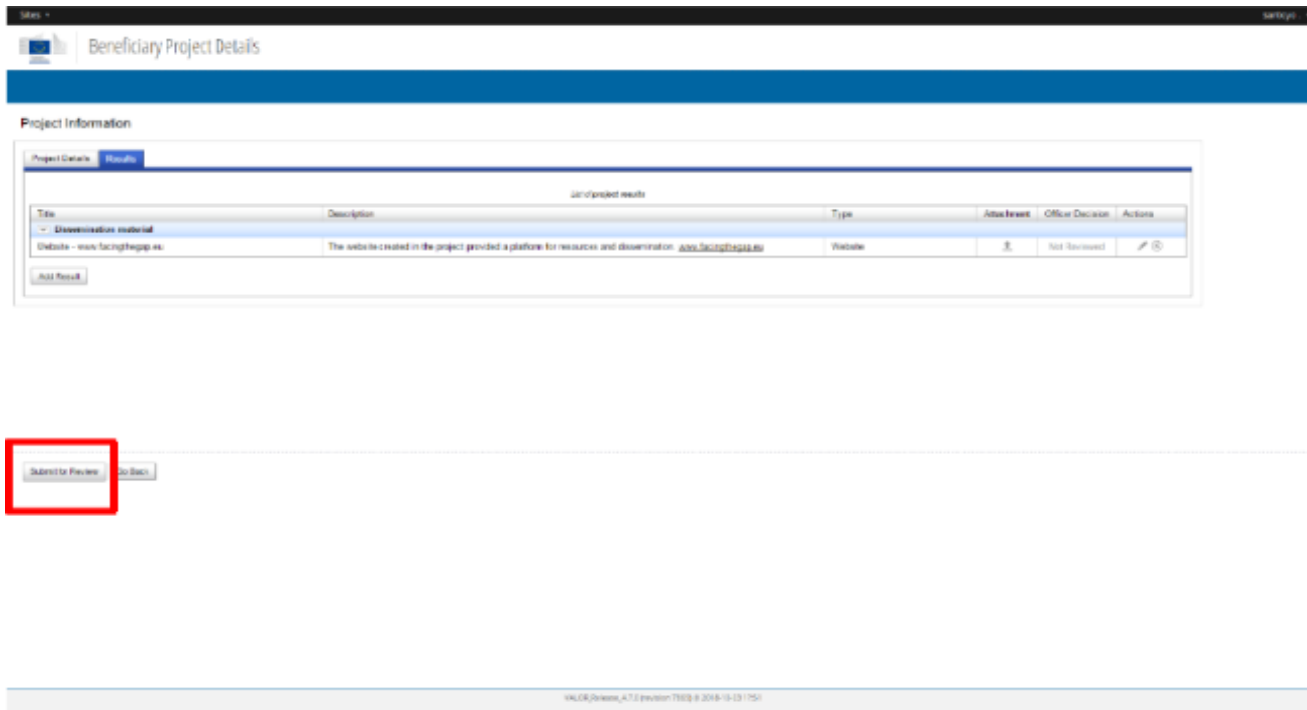 Sites
Beneficiary Project Details
Project Information
Project Details Results
List of project results
Title Description Type Attachment Officer Decision Actions
Dissemination material
Website - www.facingthegap.eu The website created in the project provided a platform for resources and dissemination www.facingthegap.eu Website Not Reviewed
Add Result
Submit for Review Go Back